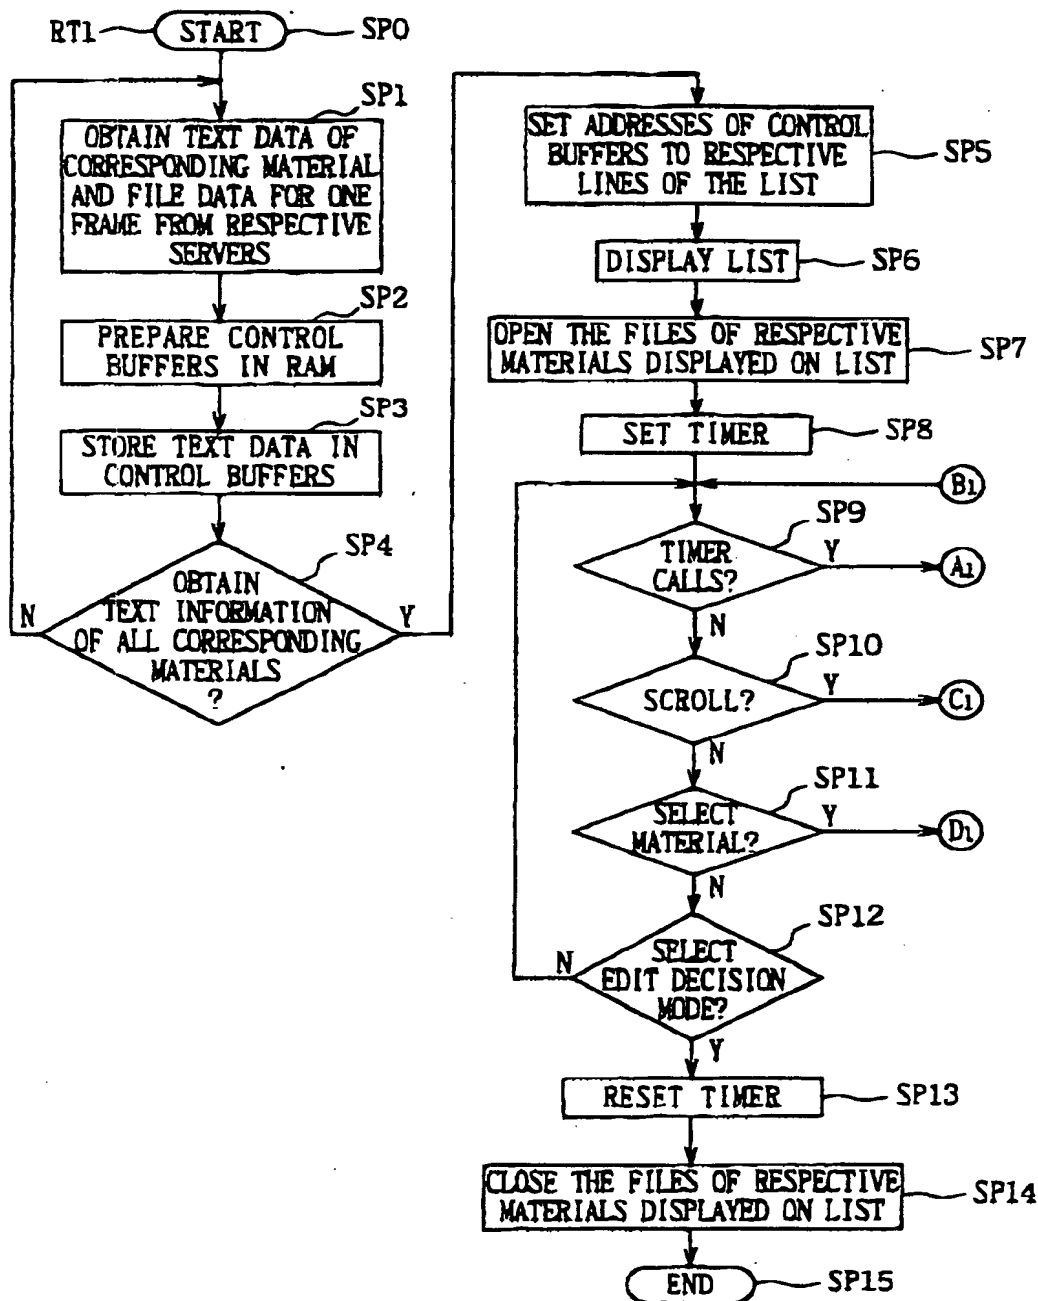 RT1
START
SP0
SP1
OBTAIN TEXT DATA OF
CORRESPONDING MATERIAL
AND FILE DATA FOR ONE
FRAME FROM RESPECTIVE
SERVERS
SP2
PREPARE CONTROL
BUFFERS IN RAM
SP3
STORE TEXT DATA IN
CONTROL BUFFERS
SP4
OBTAIN
TEXT INFORMATION
OF ALL CORRESPONDING
MATERIALS
?
N
Y
SET ADDRESSES OF CONTROL
BUFFERS TO RESPECTIVE
LINES OF THE LIST
SP5
DISPLAY LIST
SP6
OPEN THE FILES OF RESPECTIVE
MATERIALS DISPLAYED ON LIST
SP7
SET TIMER
SP8
B1
SP9
TIMER
CALLS?
Y
A1
N
SP10
SCROLL?
Y
C1
N
SP11
SELECT
MATERIAL?
Y
D1
N
SP12
SELECT
EDIT DECISION
MODE?
N
Y
RESET TIMER
SP13
CLOSE THE FILES OF RESPECTIVE
MATERIALS DISPLAYED ON LIST
SP14
END
SP15